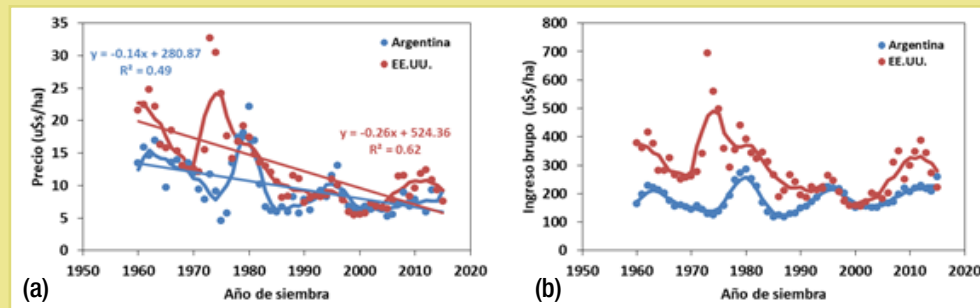 35
30
25
20
15
10
5
0
1950 1960 1970 1980 1990 2000 2010 2020
Precio (u$s/ha)
Año de siembra
y = -0.14x + 280.87
R² = 0.49
Argentina
EE.UU.
y = -0.26x + 524.36
R² = 0.62
(a)
800
700
600
500
400
300
200
100
0
1950 1960 1970 1980 1990 2000 2010 2020
Ingreso brupo (u$s/ha)
Año de siembra
Argentina
EE.UU.
(b)